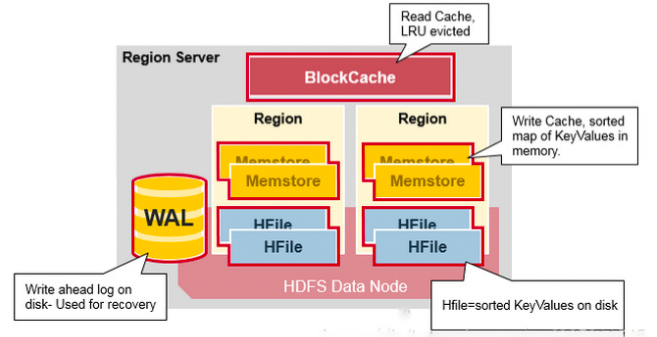 Read Cache,
LRU evicted
Region Server
BlockCache
Region
Region
Write Cache, sorted
map of KeyValues in
memory.
Memstore
Memstore
Memstore
Memstore
WAL
HFile
HFile
HFile
HFile
Write ahead log on
disk- Used for recovery
HDFS Data Node
Hfile=sorted KeyValues on disk